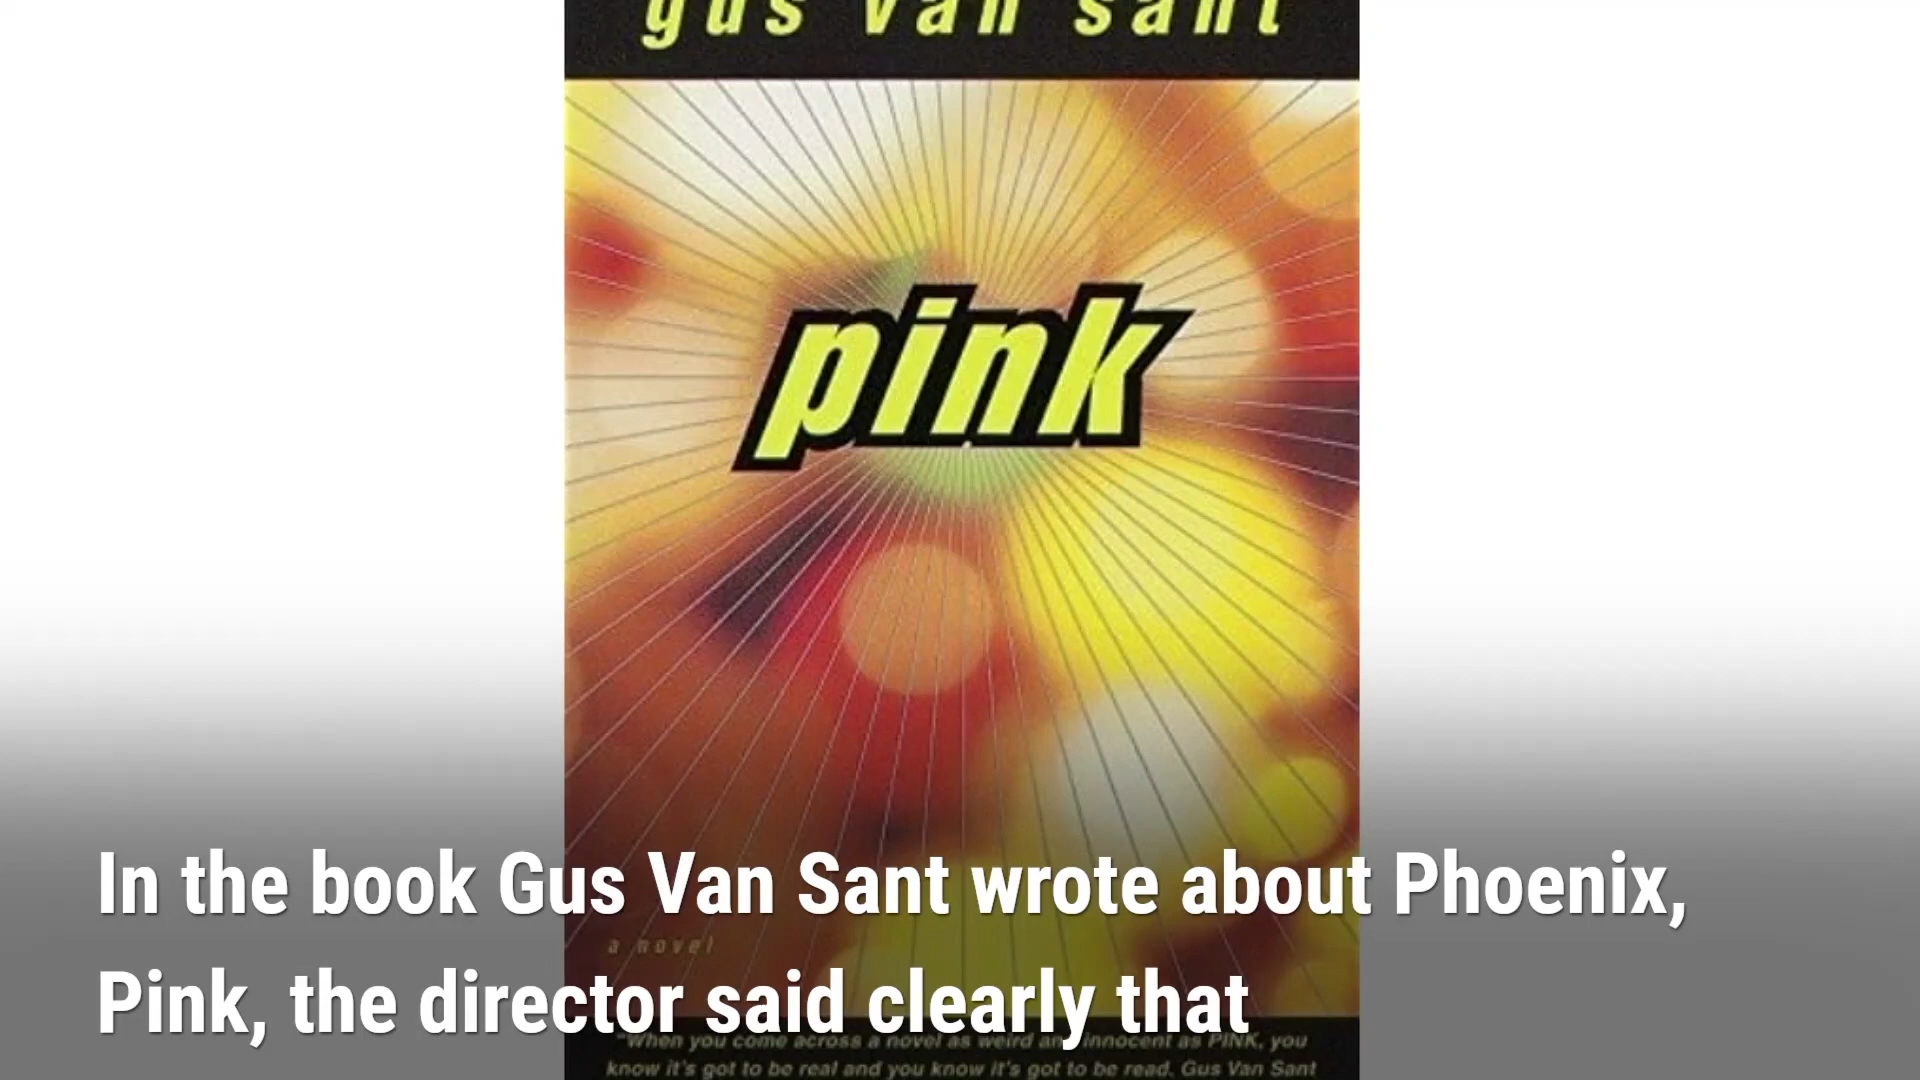 gus van sant
pink
In the book Gus Van Sant wrote about Phoenix,
a novel
Pink, the director said clearly that
"When you come across a novel as weird and innocent as PINK, you
know it's got to be real and you know it's got to be read. Gus Van Sant